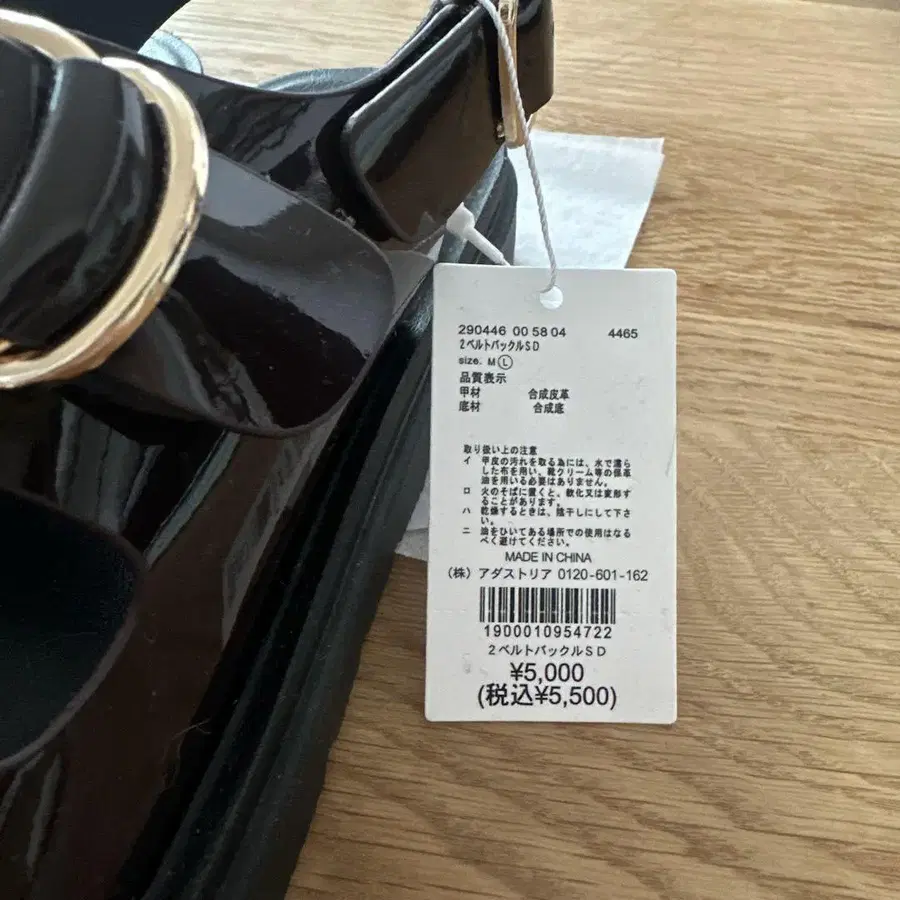 290446 00 58 04 4465
2ベルトバックルSD
size. M Ⓛ
品質表示
甲材 合成皮革
底材 合成底
取り扱い上の注意
イ 甲皮の汚れを取る為には、水で濡ら
した布を用い、靴クリーム等の保革
油を用いる必要はありません。
ロ 火のそばに置くと、軟化又は変形す
ることがあります。
ハ 乾燥するときは、陰干しにして下さ
い。
ニ 油をひいてある場所での使用はなる
べく避けてください。
MADE IN CHINA
(株) アダストリア 0120-601-162
1900010954722
2ベルトバックルSD
¥5,000
(税込¥5,500)